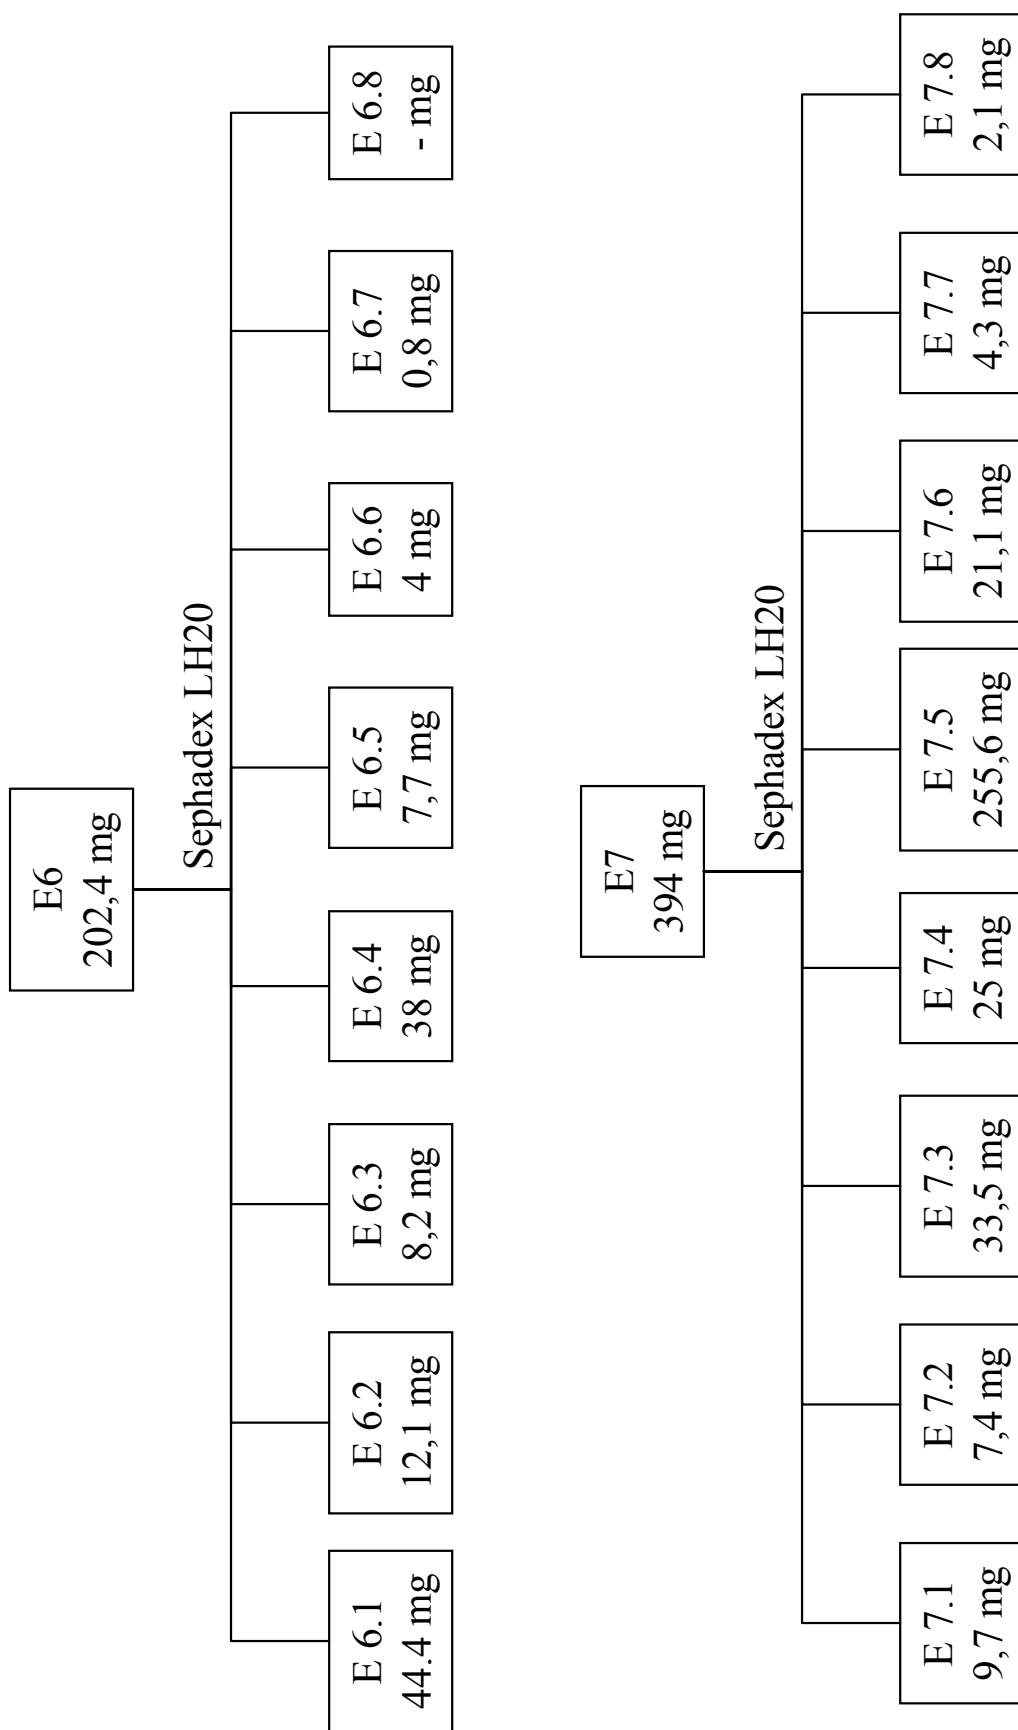 E6
202,4 mg
Sephadex LH20
E 6.1
44.4 mg
E 6.2
12,1 mg
E 6.3
8,2 mg
E 6.4
38 mg
E 6.5
7,7 mg
E 6.6
4 mg
E 6.7
0,8 mg
E 6.8
- mg
E7
394 mg
Sephadex LH20
E 7.1
9,7 mg
E 7.2
7,4 mg
E 7.3
33,5 mg
E 7.4
25 mg
E 7.5
255,6 mg
E 7.6
21,1 mg
E 7.7
4,3 mg
E 7.8
2,1 mg